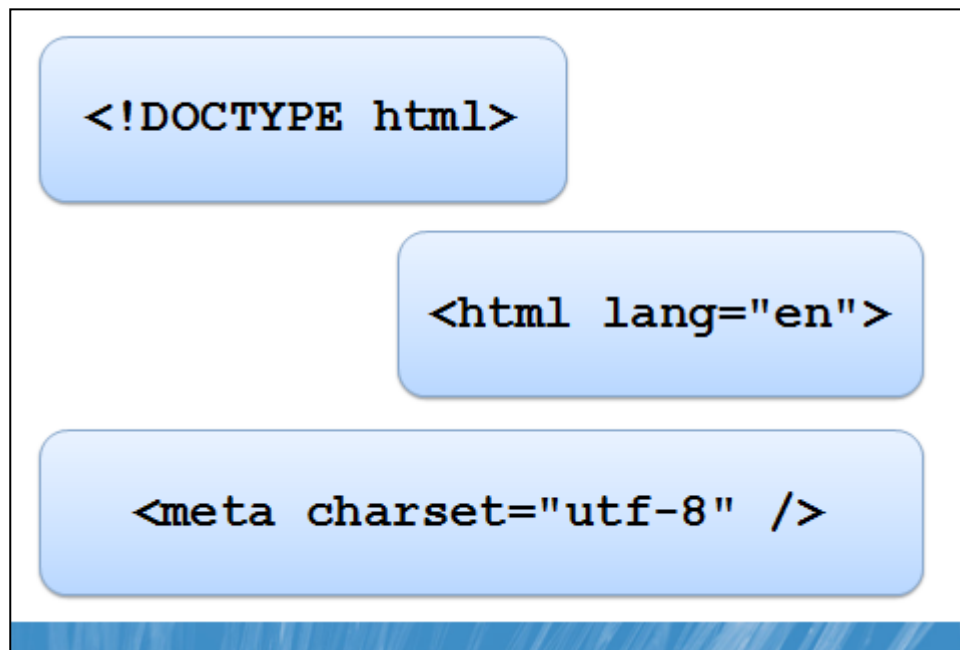 <!DOCTYPE html>
<html lang="en">
<meta charset="utf-8" />